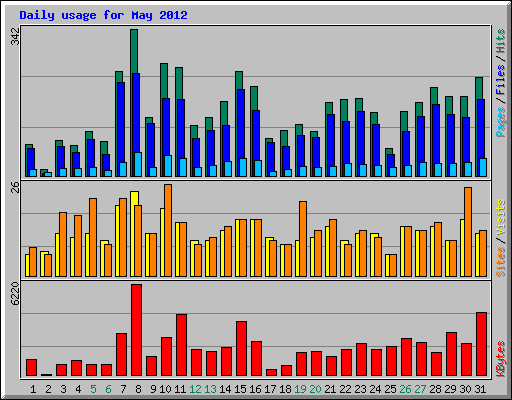 Daily usage for May 2012
342
26
6220
Pages/Files/Hits
Sites/Visits
KBytes
1 2 3 4 5 6 7 8 9 10 11 12 13 14 15 16 17 18 19 20 21 22 23 24 25 26 27 28 29 30 31